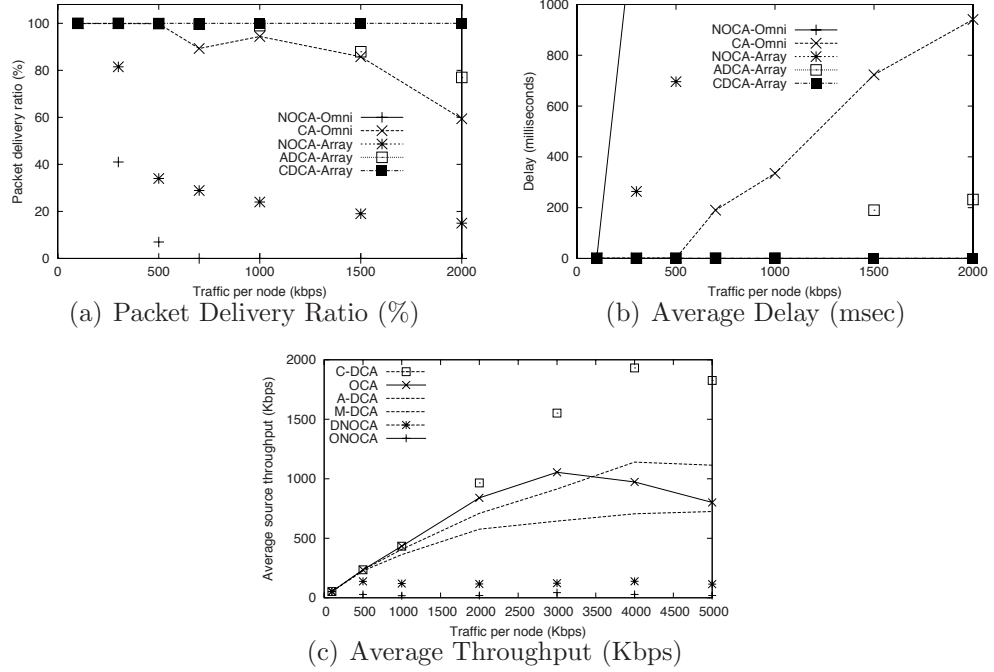 Packet delivery ratio (%)
100
80
60
40
20
0
0
500
1000
1500
2000
Traffic per node (kbps)
NOCA-Omni
CA-Omni
NOCA-Array
ADCA-Array
CDCA-Array
(a) Packet Delivery Ratio (%)
Delay (milliseconds)
1000
800
600
400
200
0
0
500
1000
1500
2000
Traffic per node (kbps)
NOCA-Omni
CA-Omni
NOCA-Array
ADCA-Array
CDCA-Array
(b) Average Delay (msec)
Average source throughput (Kbps)
2000
1500
1000
500
0
0
500
1000
1500
2000
2500
3000
3500
4000
4500
5000
Traffic per node (Kbps)
C-DCA
OCA
A-DCA
M-DCA
DNOCA
ONOCA
(c) Average Throughput (Kbps)